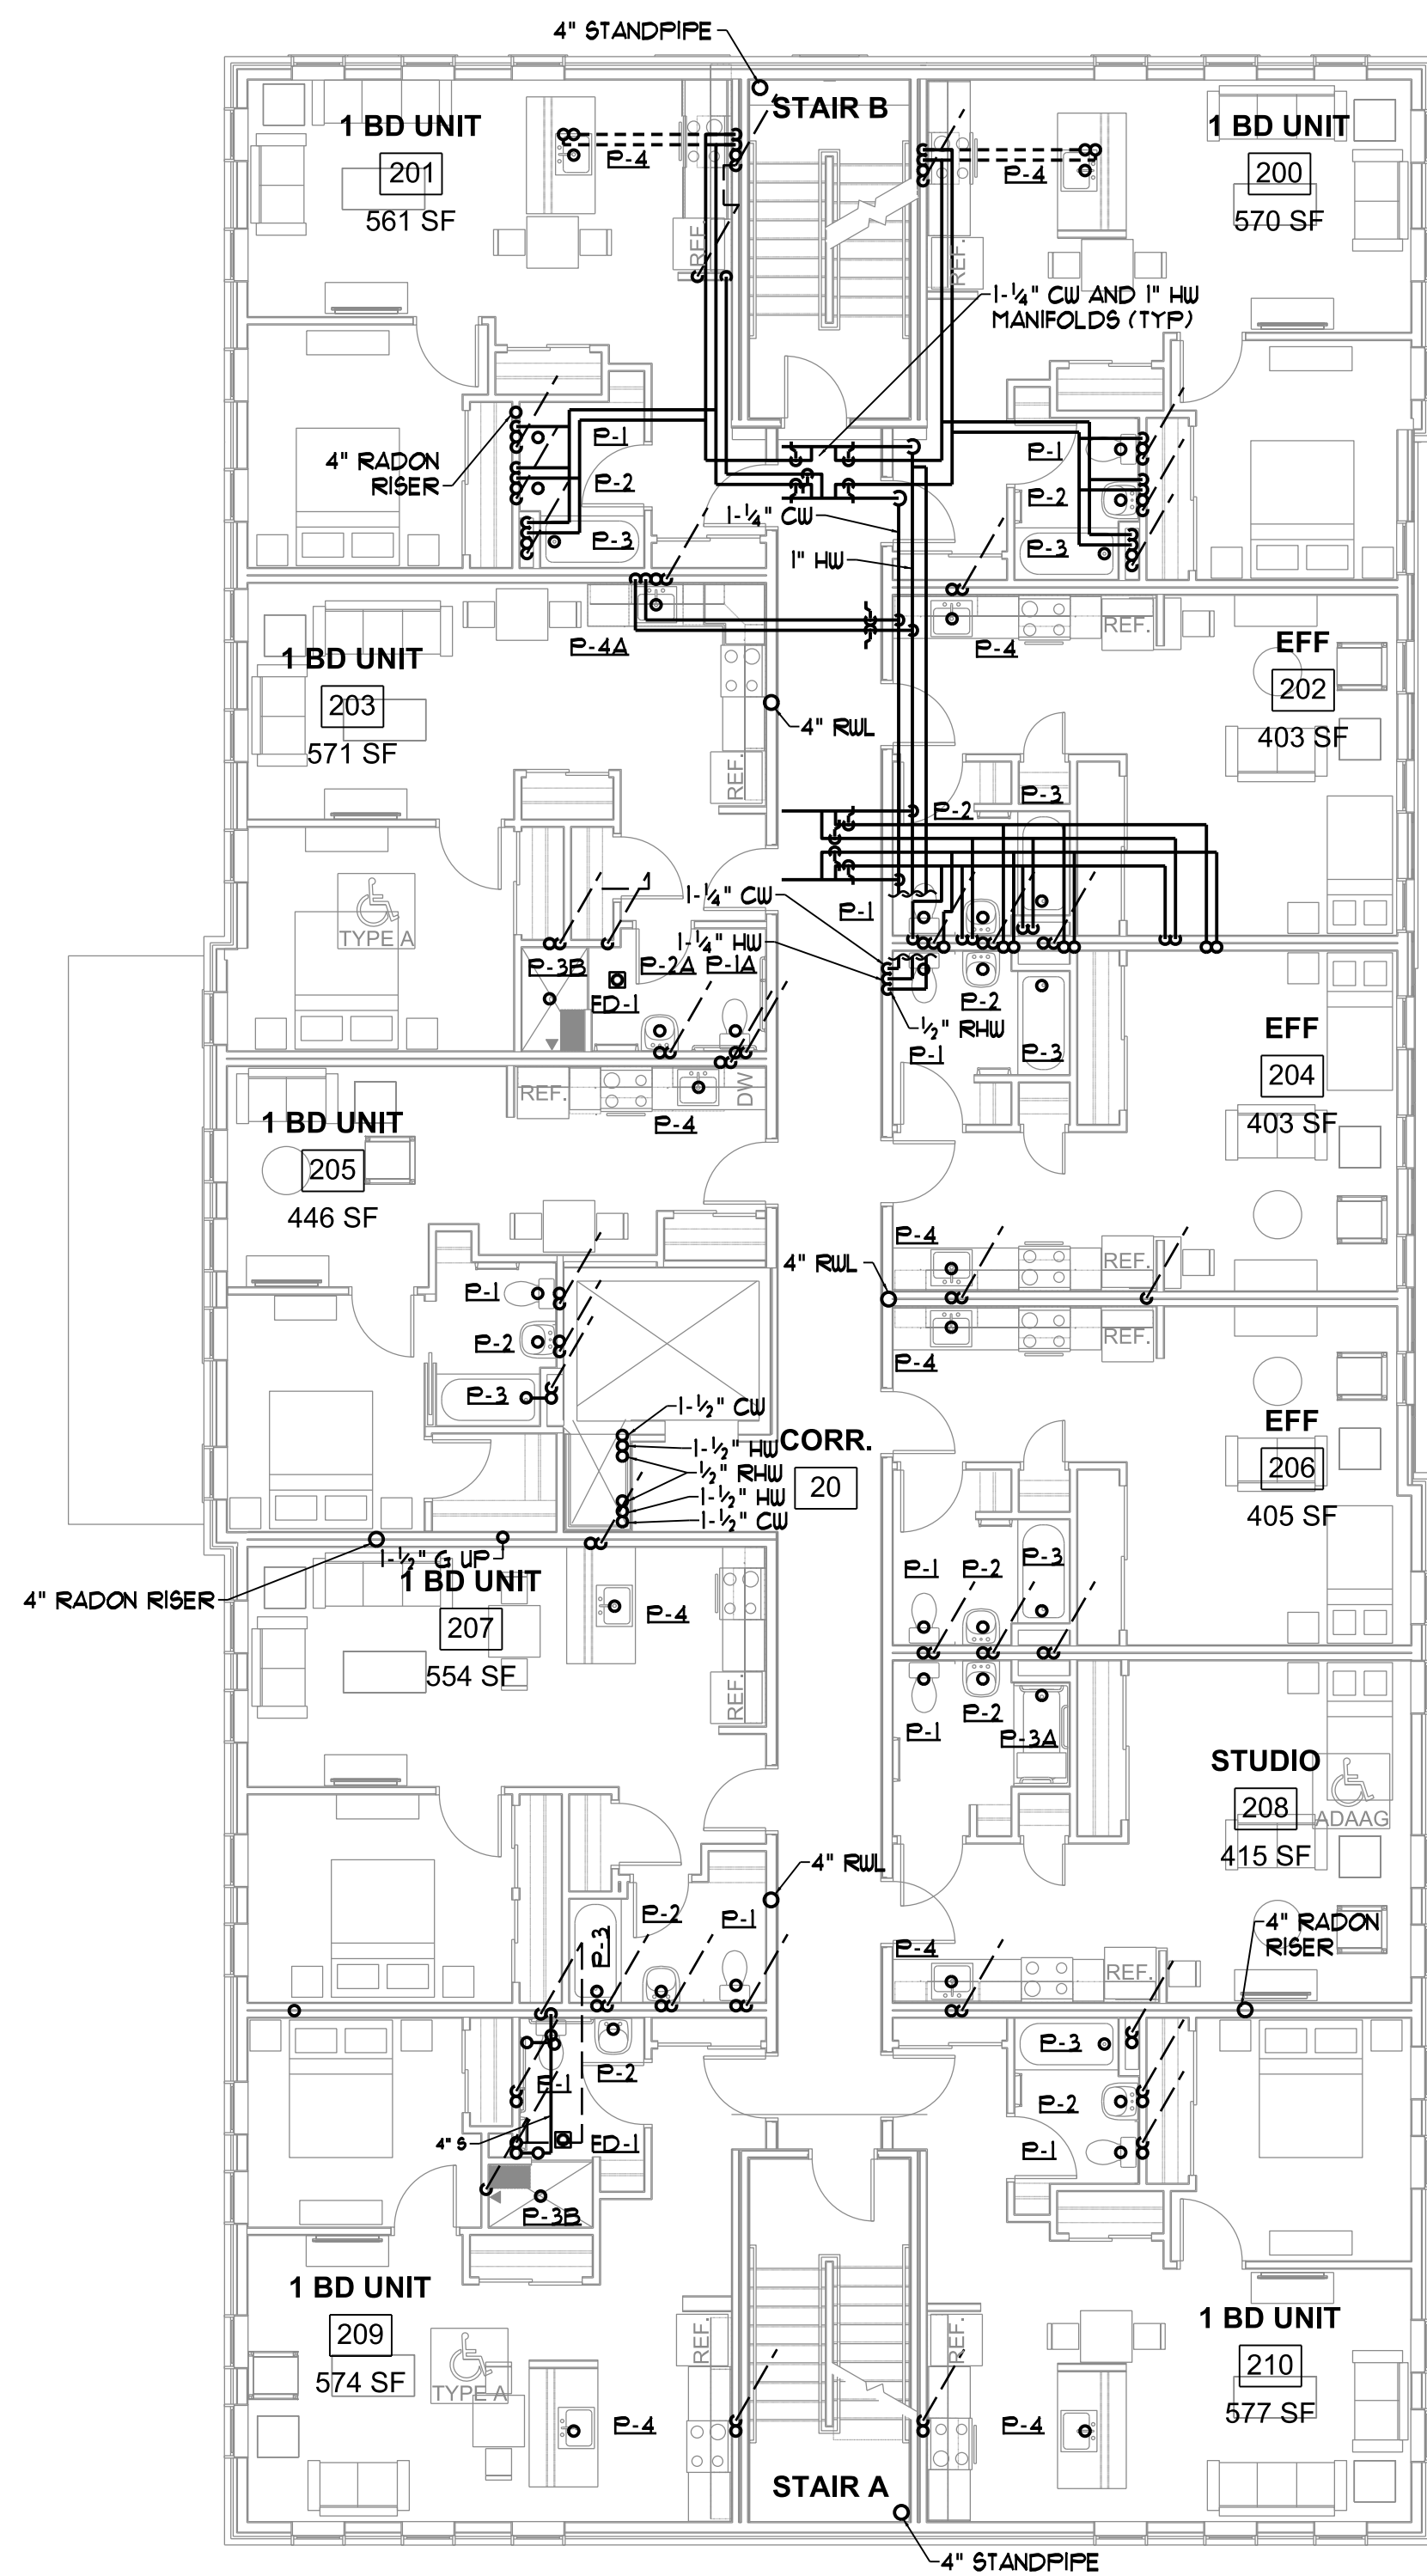 4" STANDPIPE
STAIR B
1 BD UNIT
201
561 SF
P-4
REF.
P-4
1 BD UNIT
200
570 SF
REF.
1-¼" CW AND 1" HW
MANIFOLDS (TYP)
4" RADON
RISER
P-1
P-2
P-3
P-1
P-2
P-3
1-¼" CW
1" HW
P-4A
1 BD UNIT
203
571 SF
REF.
4" RWL
P-4
REF.
EFF
202
403 SF
P-3
P-2
P-1
TYPE A
P-3B
P-2A
P-1A
FD-1
1-¼" CW
1-¼" HW
½" RHW
P-2
P-1
P-3
EFF
204
403 SF
REF.
DW
P-4
1 BD UNIT
205
446 SF
P-4
REF.
4" RWL
P-1
P-2
P-3
REF.
P-4
1-½" CW
1-½" HW
½" RHW
1-½" HW
1-½" CW
CORR.
20
EFF
206
405 SF
1-½" G UP
4" RADON RISER
1 BD UNIT
207
554 SF
P-4
REF.
P-1
P-2
P-3
P-1
P-2
P-3A
STUDIO
208
415 SF
ADAAG
4" RWL
P-3
P-2
P-1
P-4
REF.
4" RADON
RISER
P-1
P-2
4" S
FD-1
P-3B
P-3
P-2
P-1
1 BD UNIT
209
574 SF
TYPE A
REF.
P-4
REF.
P-4
1 BD UNIT
210
577 SF
STAIR A
4" STANDPIPE